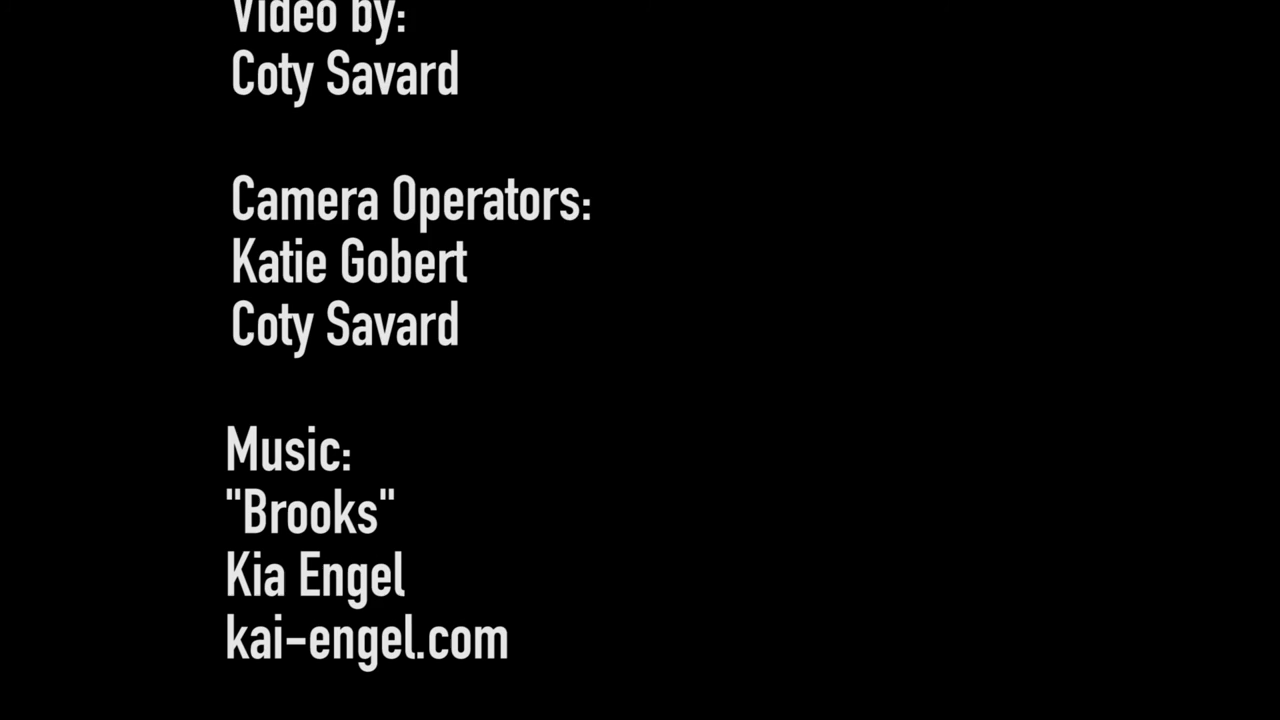 Video by:
Coty Savard
Camera Operators:
Katie Gobert
Coty Savard
Music:
"Brooks"
Kia Engel
kai-engel.com